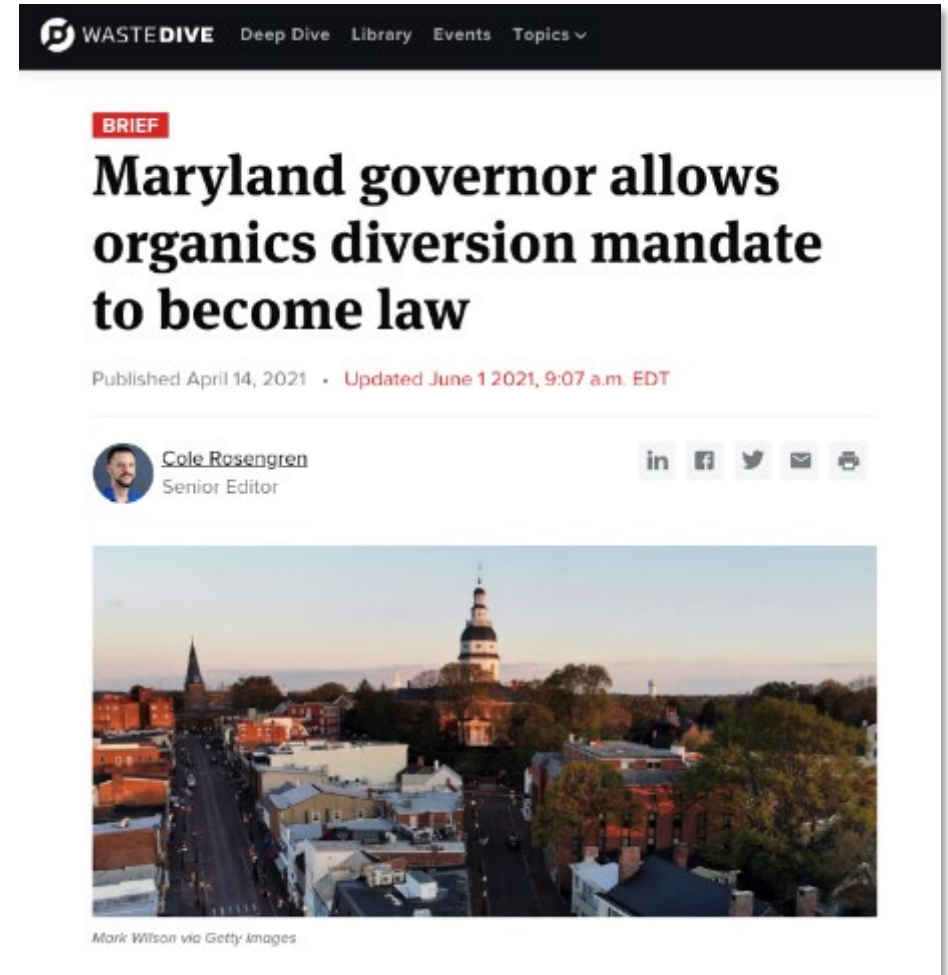 WASTEDIVE Deep Dive Library Events Topics
BRIEF
Maryland governor allows
organics diversion mandate
to become law
Published April 14, 2021 • Updated June 1 2021, 9:07 a.m. EDT
Cole Rosengren
Senior Editor
Mark Wilson via Getty Images